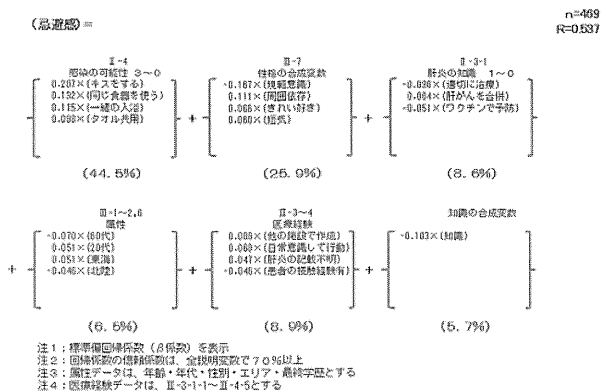 (忌避感)=
n=469
R=0.537
Ⅱ-4
感染の可能性 3～0
0.207×(キスをする)
0.132×(同じ食器を使う)
0.115×(一緒の入浴)
0.098×(タオル共用)
(44.5%)
+
Ⅲ-7
性格の合成変数
-0.167×(規範意識)
0.111×(周囲依存)
0.068×(きれい好き)
0.060×(短気)
(25.9%)
+
Ⅱ-3-1
肝炎の知識 1～0
×(適切に治療)
0.064×(肝がんを合併)
-0.051×(ワクチンで予防)
(8.6%)
+
Ⅲ-1～2,6
属性
-0.070×(60代)
0.051×(20代)
0.051×(東海)
-0.046×(北陸)
(6.5%)
+
Ⅱ-3～4
医療経験
×(他の施設で作成)
×(日常意識して行動)
0.047×(肝炎の記載不明)
-0.046×(患者の接触経験有)
(8.9%)
+
知識の合成変数
-0.103×(知識)
(5.7%)
注1：標準偏回帰係数(β係数)を表示
注2：回帰係数の信頼係数は、全説明変数で70%以上
注3：属性データは、年齢・年代・性別・エリア・最終学歴とする
注4：医療経験データは、Ⅱ-3-1-1～Ⅱ-4-5とする